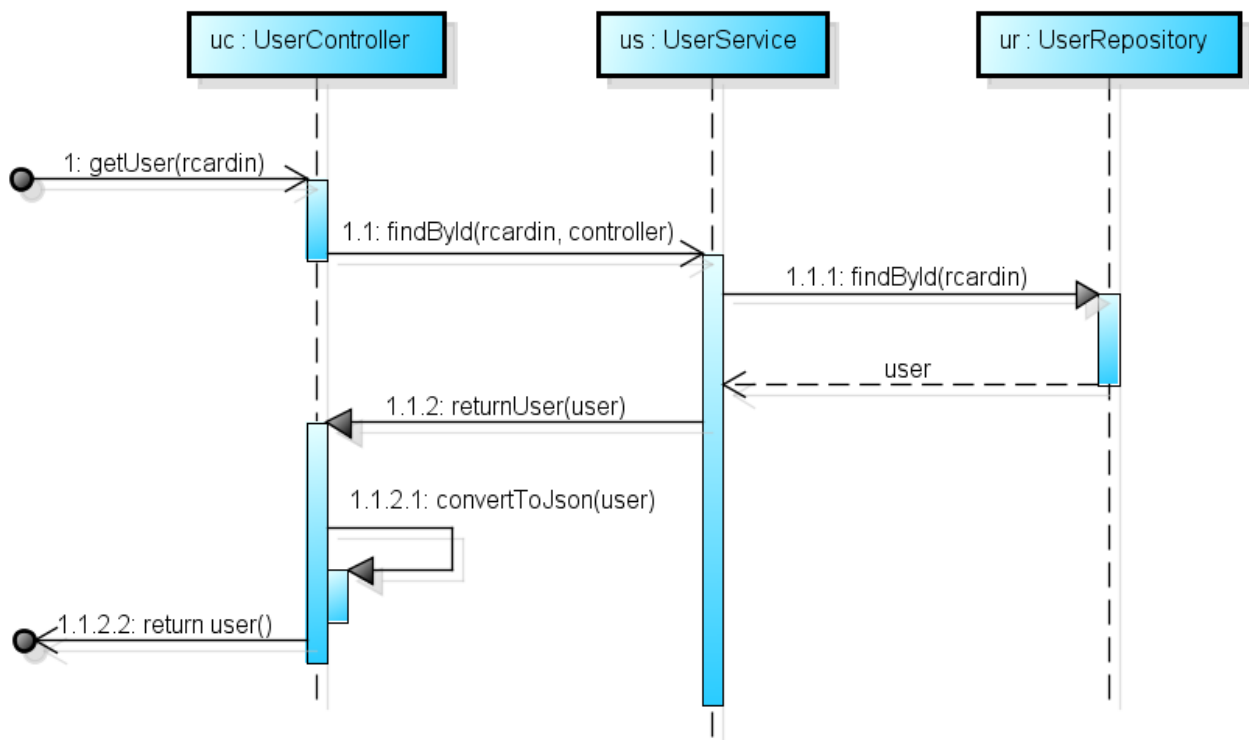 uc : UserController
us : UserService
ur : UserRepository
1: getUser(rcardin)
1.1: findById(rcardin, controller)
1.1.1: findById(rcardin)
user
1.1.2: returnUser(user)
1.1.2.1: convertToJson(user)
1.1.2.2: return user()